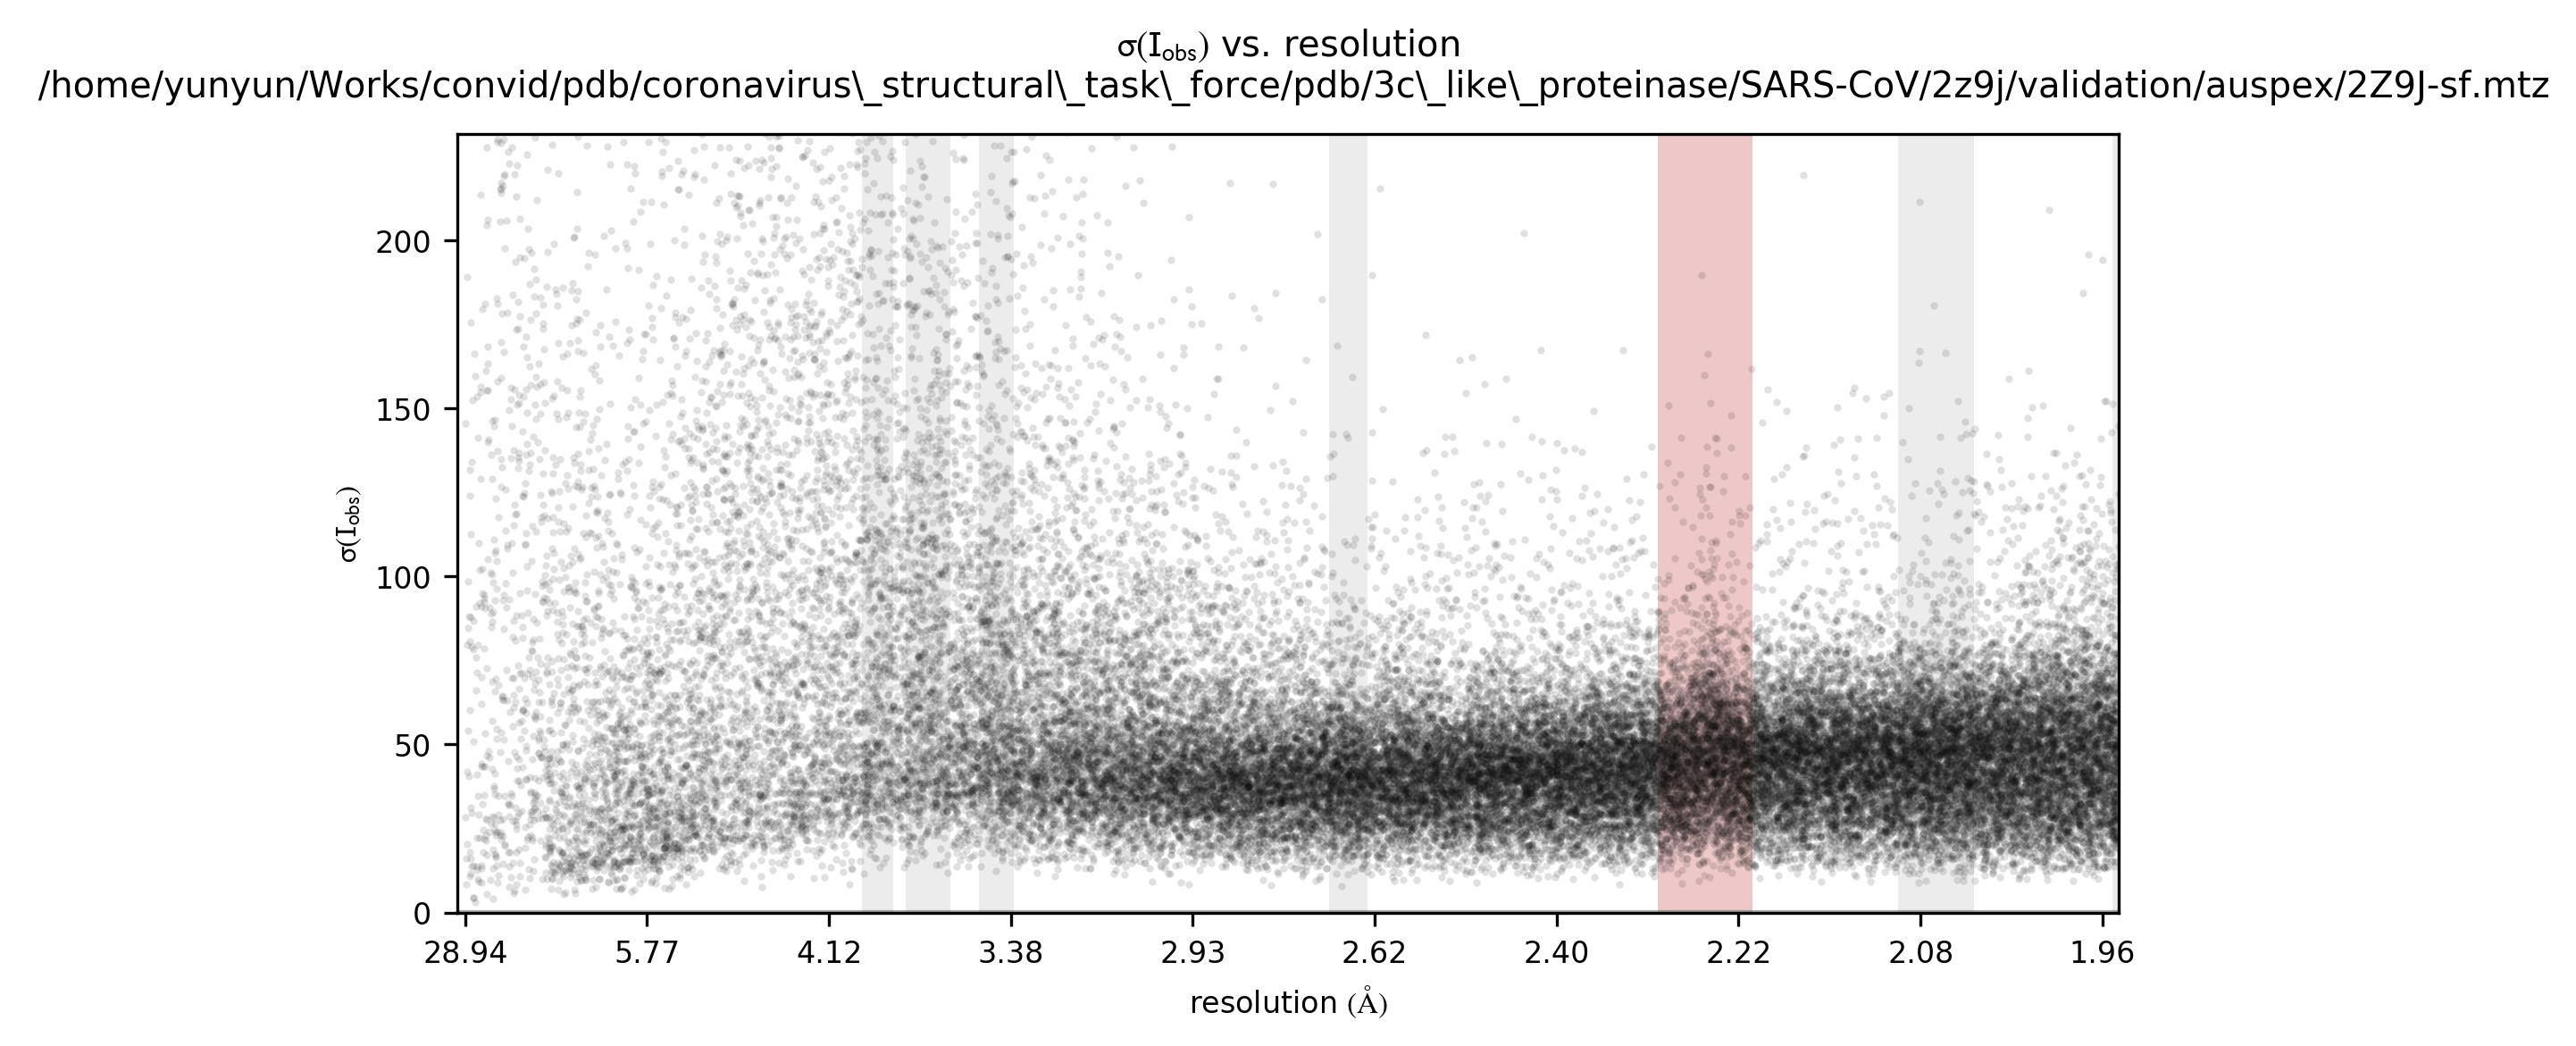 σ(I_obs) vs. resolution
/home/yunyun/Works/convid/pdb/coronavirus\_structural\_task\_force/pdb/3c\_like\_proteinase/SARS-CoV/2z9j/validation/auspex/2Z9J-sf.mtz
σ(I_obs)
200
150
100
50
0
28.94 5.77 4.12 3.38 2.93 2.62 2.40 2.22 2.08 1.96
resolution (Å)